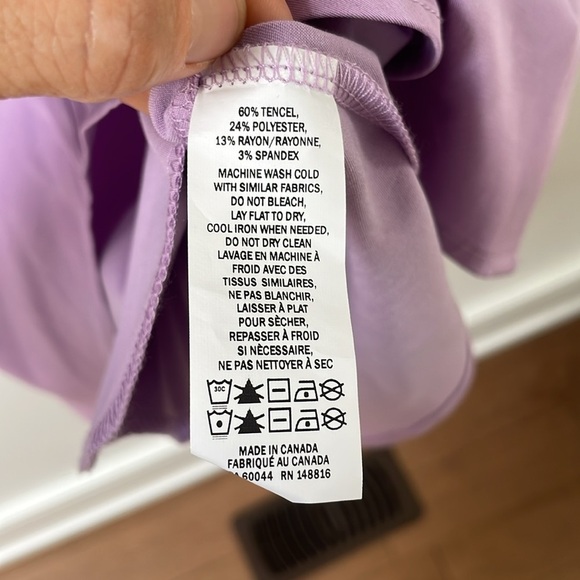 60% TENCEL,
24% POLYESTER,
13% RAYON/RAYONNE,
3% SPANDEX
MACHINE WASH COLD
WITH SIMILAR FABRICS,
DO NOT BLEACH,
LAY FLAT TO DRY,
COOL IRON WHEN NEEDED,
DO NOT DRY CLEAN
LAVAGE EN MACHINE À
FROID AVEC DES
TISSUS SIMILAIRES,
NE PAS BLANCHIR,
LAISSER À PLAT
POUR SÈCHER,
REPASSER À FROID
SI NÈCESSAIRE,
NE PAS NETTOYER À SEC
30C
MADE IN CANADA
FABRIQUÉ AU CANADA
60044 RN 148816